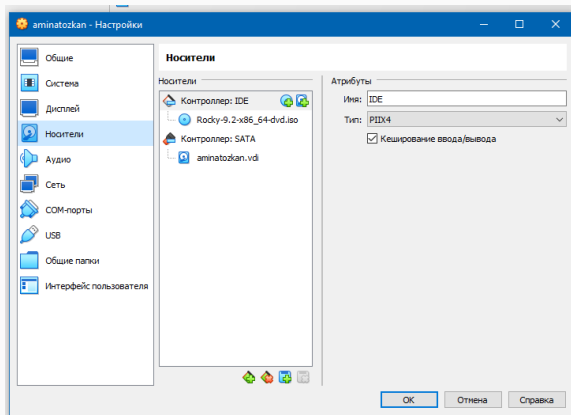 aminatozkan - Настройки
Общие
Система
Дисплей
Носители
Аудио
Сеть
COM-порты
USB
Общие папки
Интерфейс пользователя
Носители
Носители
Контроллер: IDE
Rocky-9.2-x86_64-dvd.iso
Контроллер: SATA
aminatozkan.vdi
Атрибуты
Имя: IDE
Тип: PIIX4
Кеширование ввода/вывода
OK Отмена Справка